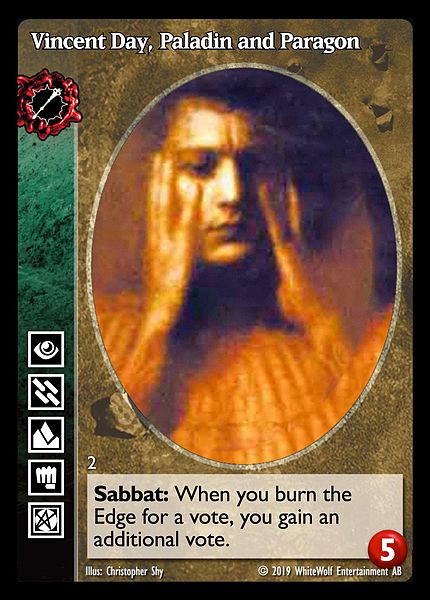 Vincent Day, Paladin and Paragon
2
Sabbat: When you burn the
Edge for a vote, you gain an
additional vote.
5
Illus: Christopher Shy © 2019 WhiteWolf Entertainment AB